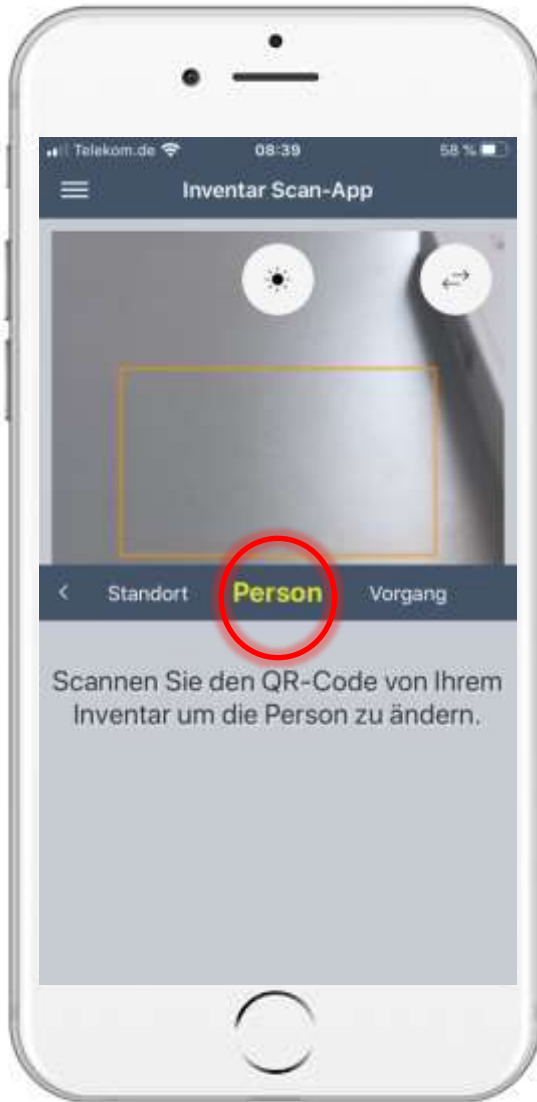 Telekom.de 08:39 58 %
Inventar Scan-App
< Standort Person Vorgang
Scannen Sie den QR-Code von Ihrem
Inventar um die Person zu ändern.